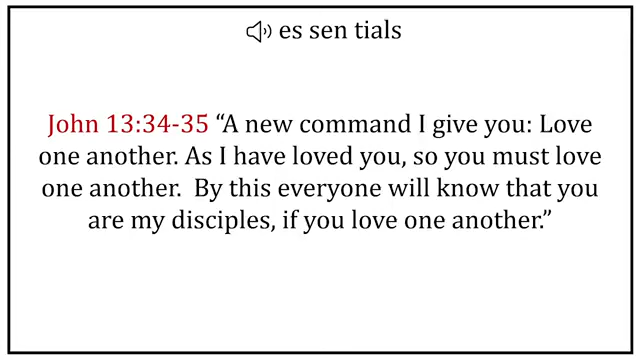 es sen tials
John 13:34-35 “A new command I give you: Love
one another. As I have loved you, so you must love
one another.  By this everyone will know that you
are my disciples, if you love one another.”